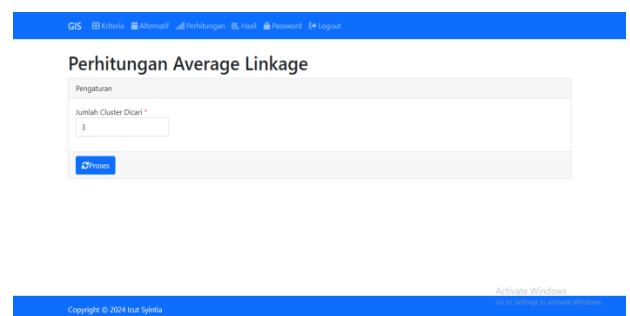 GIS Kriteria Alternatif Perhitungan Hasil Password Logout
Perhitungan Average Linkage
Pengaturan
Jumlah Cluster Dicari *
3
Proses
Activate Windows
Go to Settings to activate Windows.
Copyright © 2024 Icut Syintia